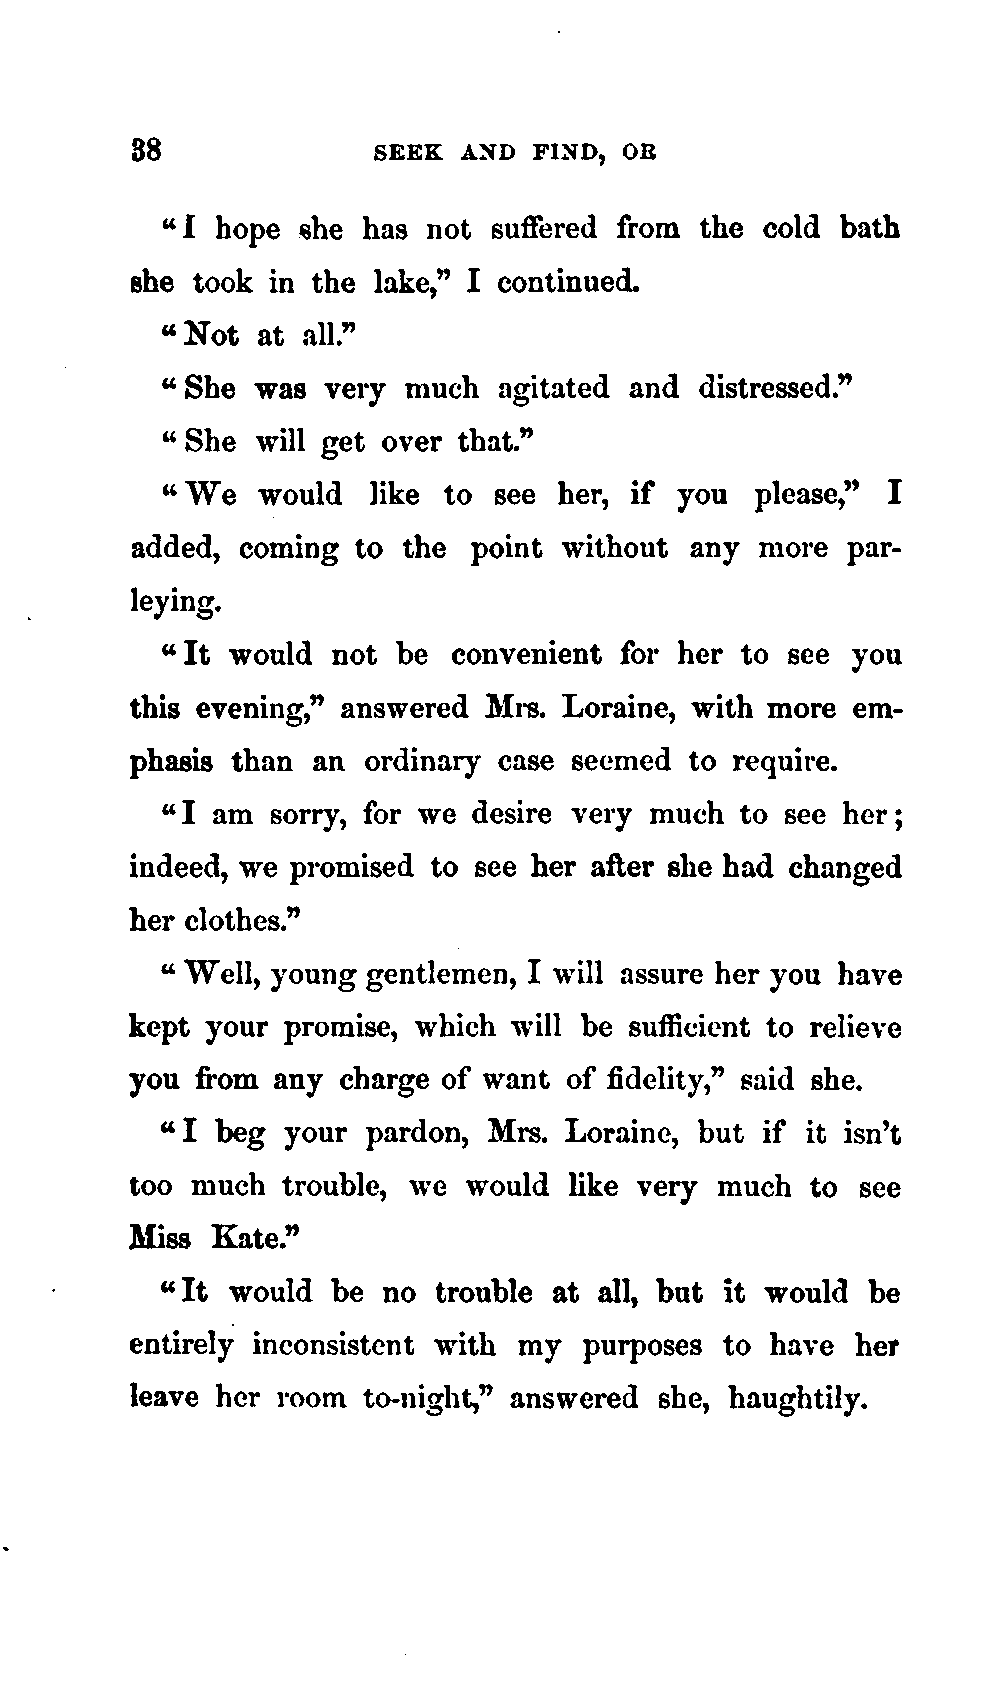 38 SEEK AND FIND, OR
"I hope she has not suffered from the cold bath
she took in the lake," I continued.
"Not at all."
"She was very much agitated and distressed."
"She will get over that."
"We would like to see her, if you please," I
added, coming to the point without any more par-
leying.
"It would not be convenient for her to see you
this evening," answered Mrs. Loraine, with more em-
phasis than an ordinary case seemed to require.
"I am sorry, for we desire very much to see her;
indeed, we promised to see her after she had changed
her clothes."
"Well, young gentlemen, I will assure her you have
kept your promise, which will be sufficient to relieve
you from any charge of want of fidelity," said she.
"I beg your pardon, Mrs. Loraine, but if it isn't
too much trouble, we would like very much to see
Miss Kate."
"It would be no trouble at all, but it would be
entirely inconsistent with my purposes to have her
leave her room to-night," answered she, haughtily.